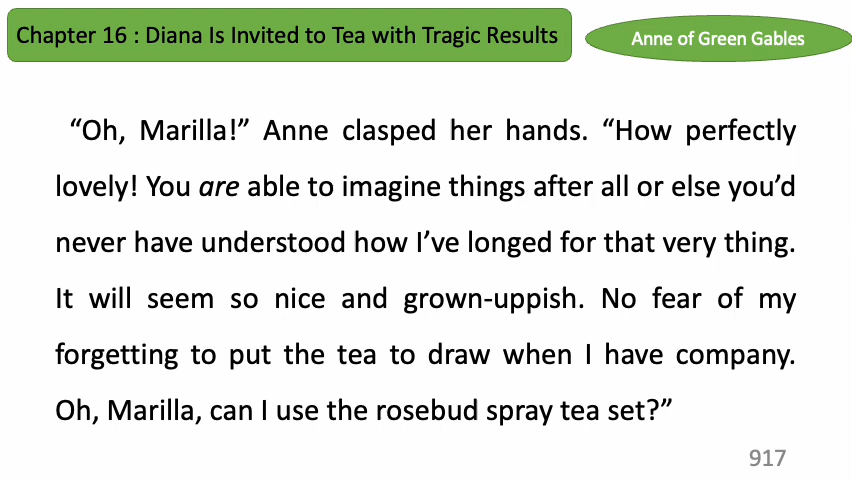 Chapter 16 : Diana Is Invited to Tea with Tragic Results
Anne of Green Gables
“Oh, Marilla!” Anne clasped her hands. “How perfectly
lovely! You are able to imagine things after all or else you’d
never have understood how I’ve longed for that very thing.
It will seem so nice and grown-uppish. No fear of my
forgetting to put the tea to draw when I have company.
Oh, Marilla, can I use the rosebud spray tea set?”
917